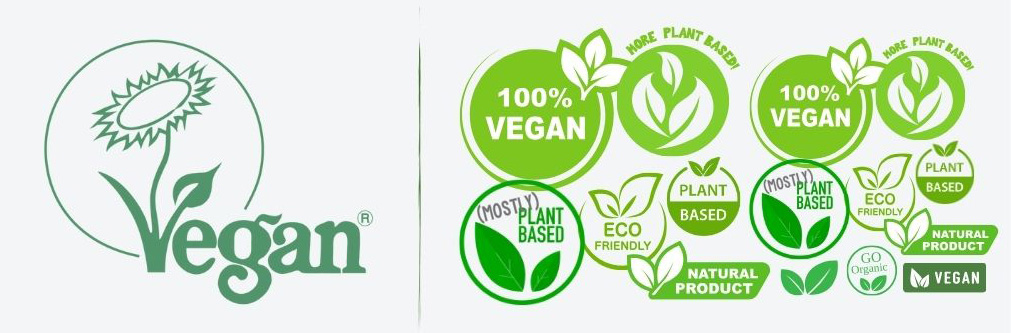 Vegan®
MORE PLANT BASED!
100%
VEGAN
(MOSTLY)
PLANT
BASED
ECO
FRIENDLY
PLANT
BASED
NATURAL
PRODUCT
MORE PLANT BASED!
100%
VEGAN
(MOSTLY)
PLANT
BASED
ECO
FRIENDLY
PLANT
BASED
NATURAL
PRODUCT
GO
Organic
VEGAN